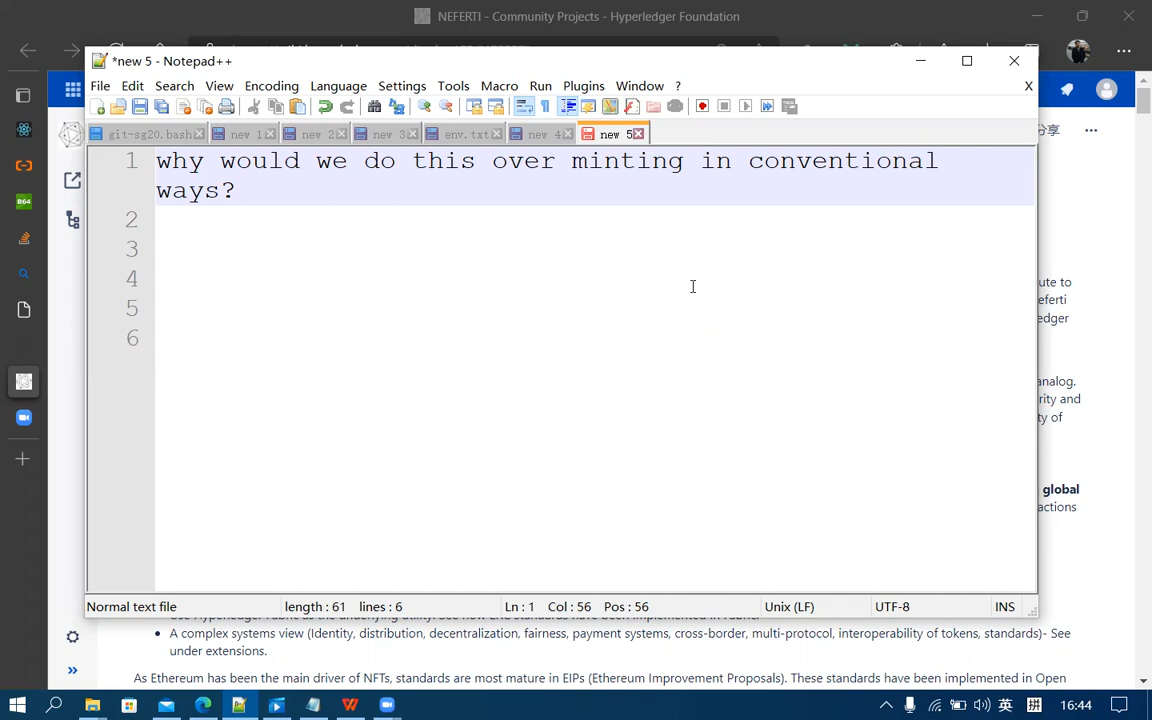 NEFERTI - Community Projects - Hyperledger Foundation
*new 5 - Notepad++
File Edit Search View Encoding Language Settings Tools Macro Run Plugins Window ? X
git-sg20.bash new 1 new 2 new 3 env.txt new 4 new 5
分享
B64
1 why would we do this over minting in conventional
ways?
2
3
4
5
6
ute to
eferti
edger
analog.
rity and
ty of
global
actions
Normal text file length : 61 lines : 6 Ln : 1 Col : 56 Pos : 56 Unix (LF) UTF-8 INS
• A complex systems view (Identity, distribution, decentralization, fairness, payment systems, cross-border, multi-protocol, interoperability of tokens, standards)- See
under extensions.
As Ethereum has been the main driver of NFTs, standards are most mature in EIPs (Ethereum Improvement Proposals). These standards have been implemented in Open
英 拼 16:44